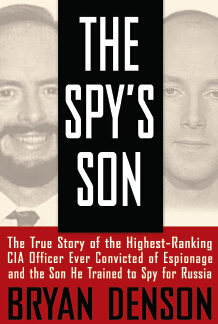 THE
SPY'S
SON
The True Story of the Highest-Ranking
CIA Officer Ever Convicted of Espionage
and the Son He Trained to Spy for Russia
BRYAN DENSON